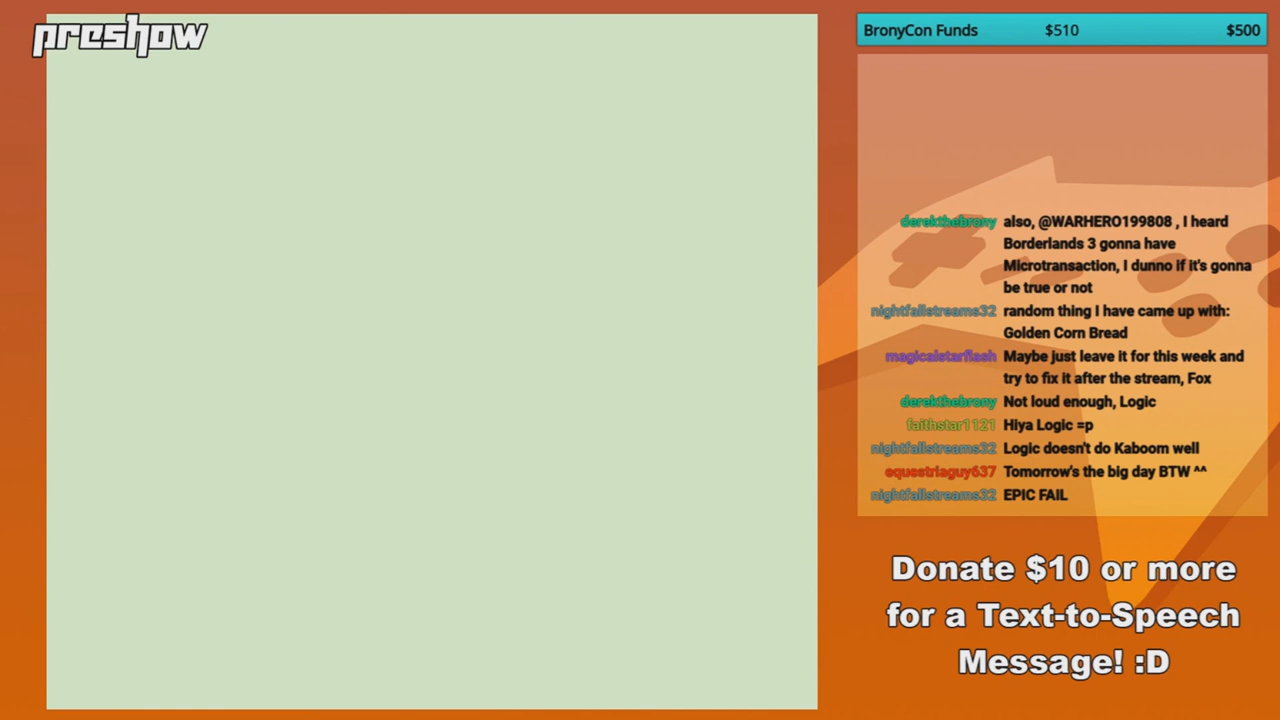 preshow
BronyCon Funds $510 $500
derekthebrony also, @WARHERO199808 , I heard
Borderlands 3 gonna have
Microtransaction, I dunno if it's gonna
be true or not
nightfallstreams32 random thing I have came up with:
Golden Corn Bread
magicalstarflash Maybe just leave it for this week and
try to fix it after the stream, Fox
derekthebrony Not loud enough, Logic
faithstar1121 Hiya Logic =p
nightfallstreams32 Logic doesn't do Kaboom well
equestriaguy637 Tomorrow's the big day BTW ^^
nightfallstreams32 EPIC FAIL
Donate $10 or more
for a Text-to-Speech
Message! :D